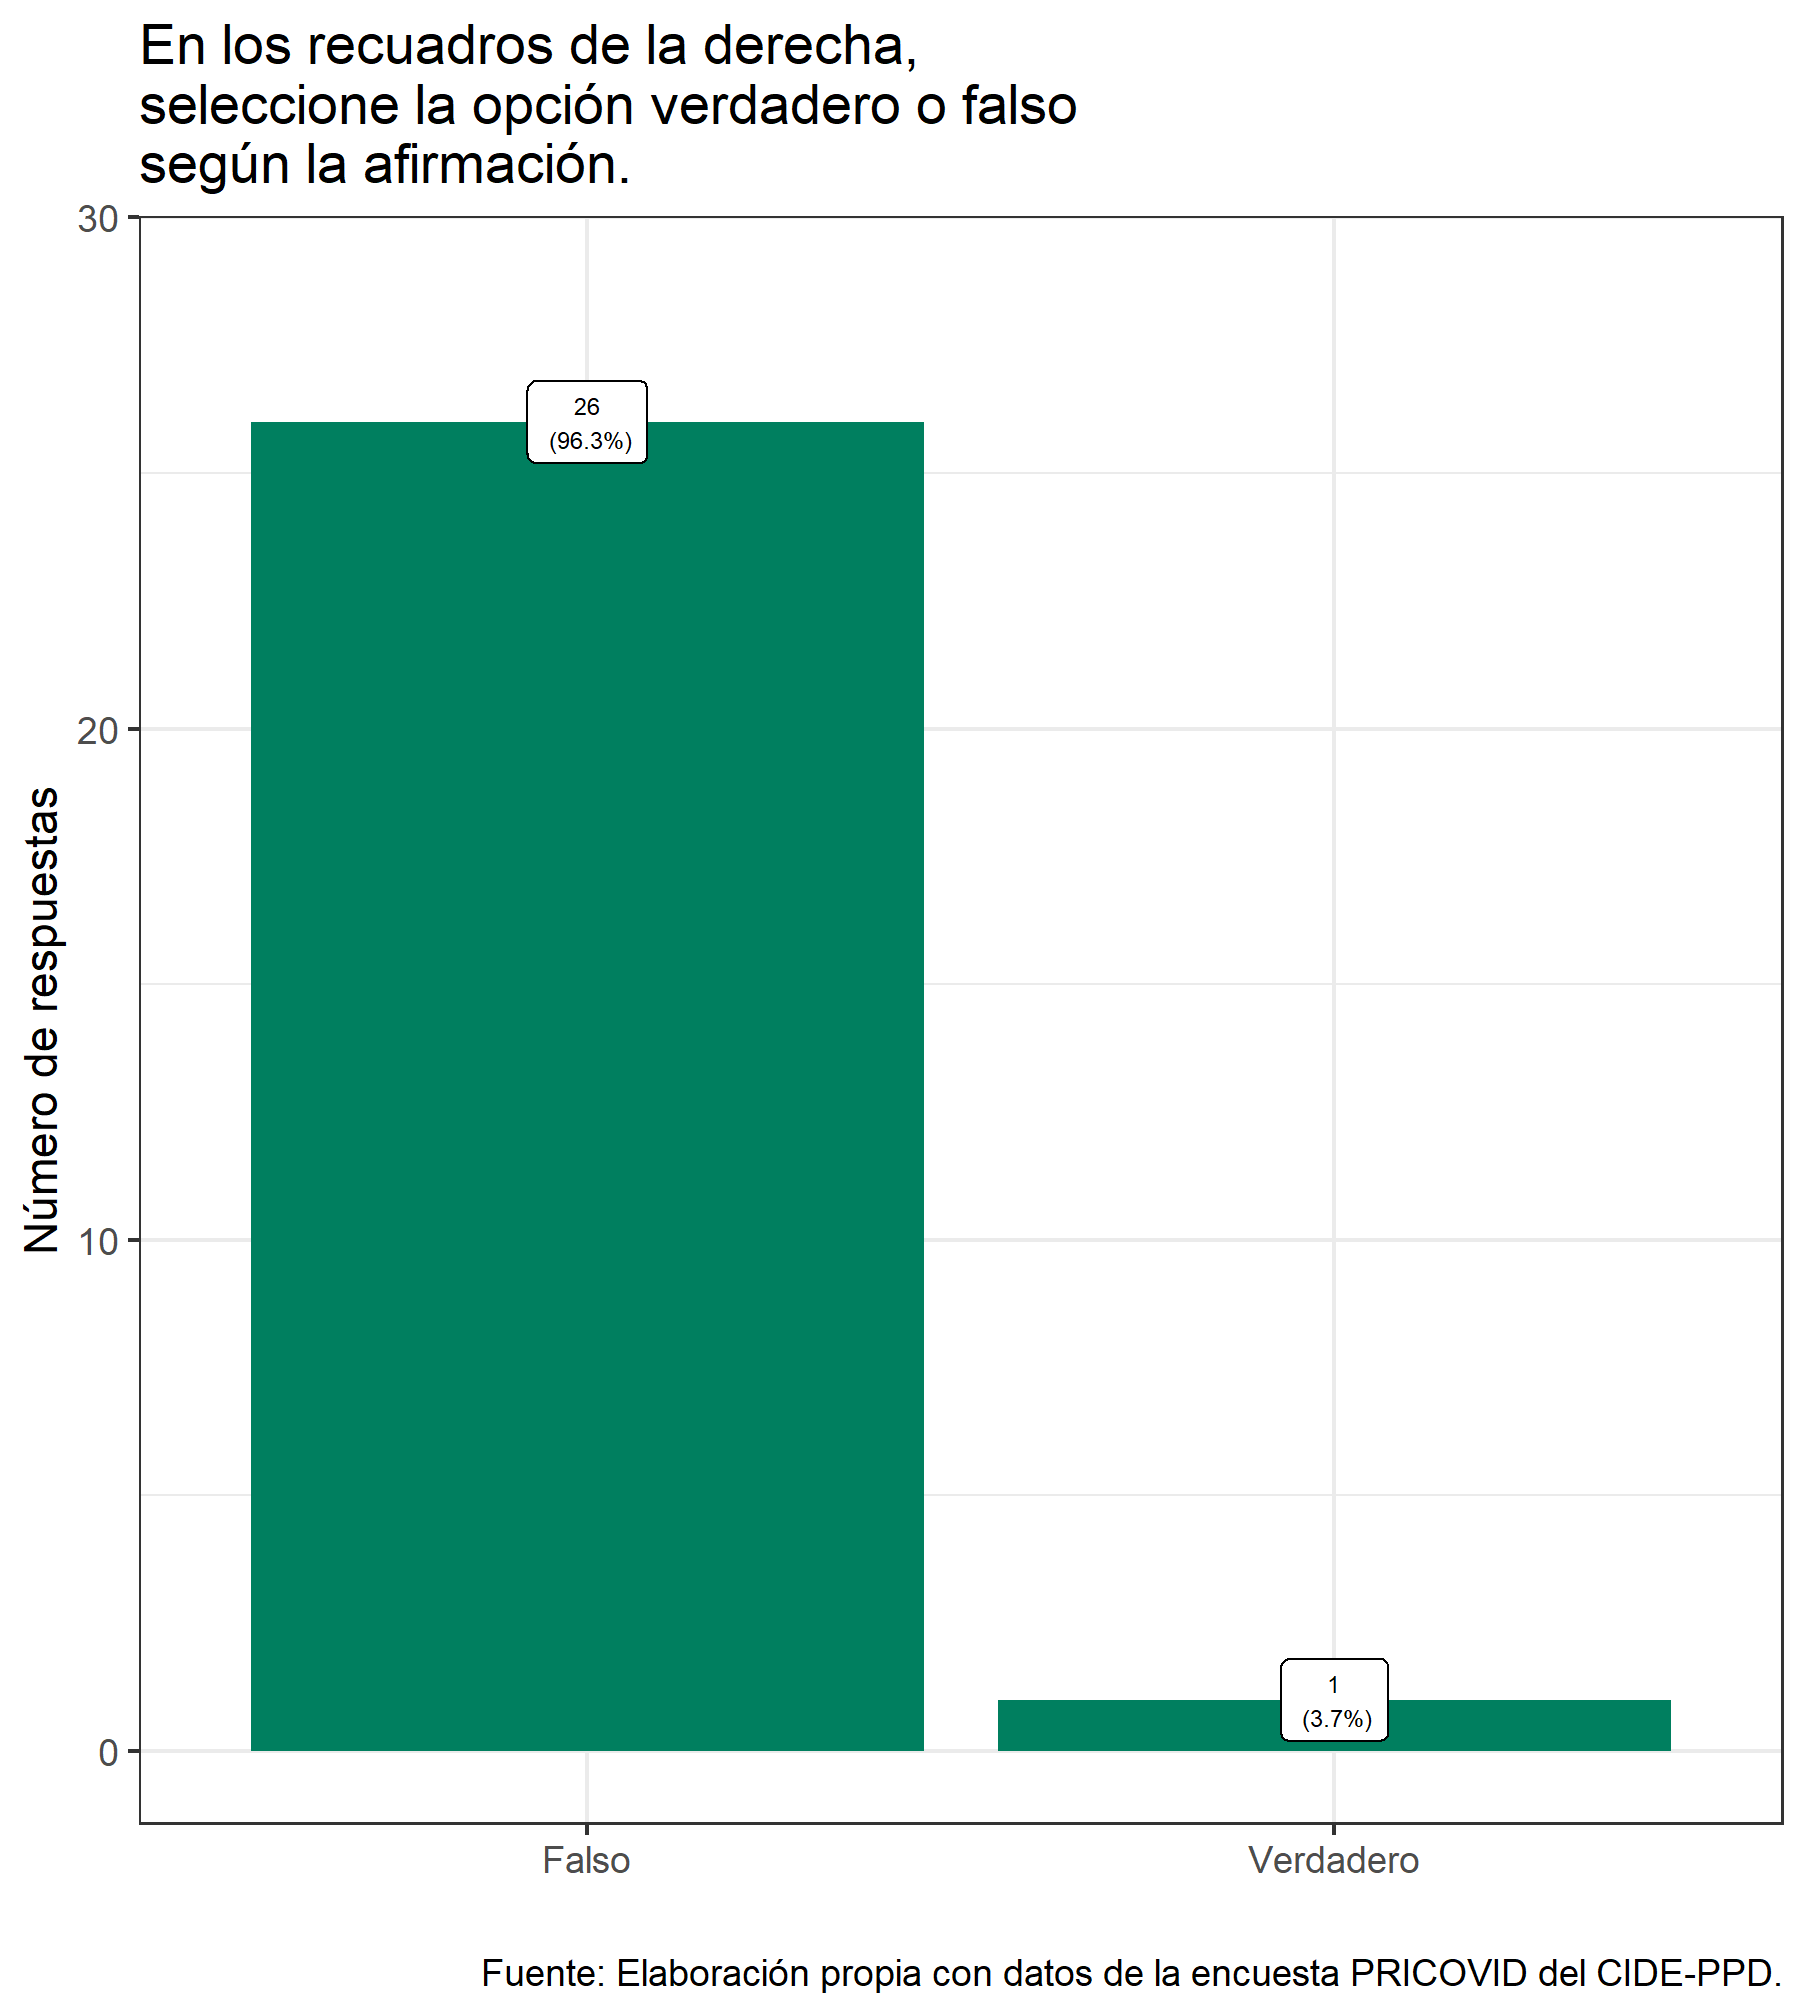 En los recuadros de la derecha,
seleccione la opción verdadero o falso
según la afirmación.
30
20
10
0
Número de respuestas
26
(96.3%)
1
(3.7%)
Falso
Verdadero
Fuente: Elaboración propia con datos de la encuesta PRICOVID del CIDE-PPD.